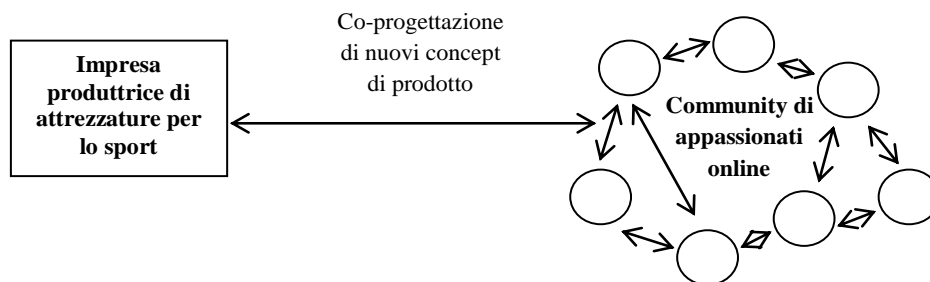 Impresa
produttrice di
attrezzature per
lo sport
Co-progettazione
di nuovi concept
di prodotto
Community di
appassionati
online